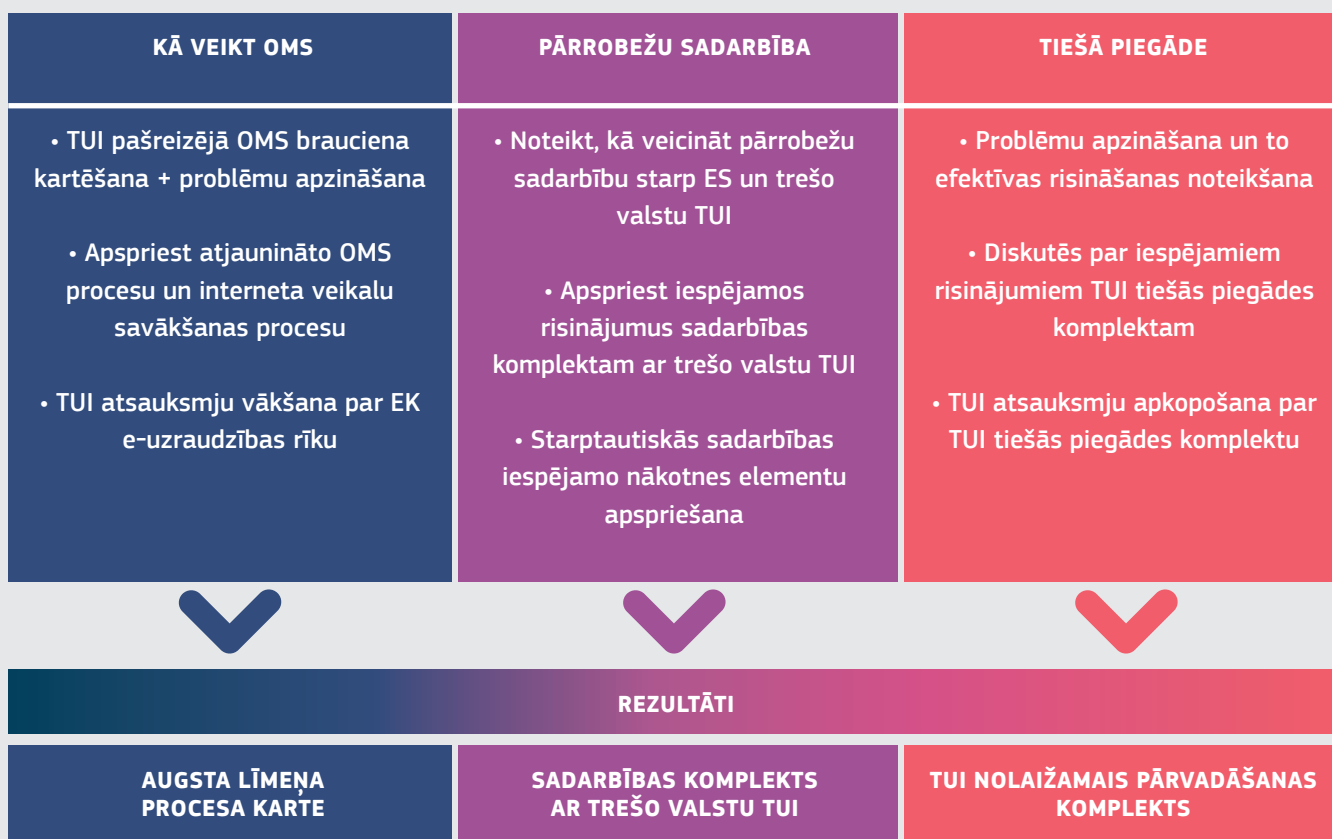 KĀ VEIKT OMS
• TUI pašreizējā OMS brauciena
kartēšana + problēmu apzināšana
• Apspriest atjaunināto OMS
procesu un interneta veikalu
savākšanas procesu
• TUI atsauksmju vākšana par EK
e-uzraudzības rīku
PĀRROBEŽU SADARBĪBA
• Noteikt, kā veicināt pārrobežu
sadarbību starp ES un trešo
valstu TUI
• Apspriest iespējamos
risinājumus sadarbības
komplektam ar trešo valstu TUI
• Starptautiskās sadarbības
iespējamo nākotnes elementu
apspriešana
TIEŠĀ PIEGĀDE
• Problēmu apzināšana un to
efektīvas risināšanas noteikšana
• Diskutēs par iespējamiem
risinājumiem TUI tiešās piegādes
komplektam
• TUI atsauksmju apkopošana par
TUI tiešās piegādes komplektu
REZULTĀTI
AUGSTA LĪMEŅA
PROCESA KARTE
SADARBĪBAS KOMPLEKTS
AR TREŠO VALSTU TUI
TUI NOLAIŽAMAIS PĀRVADĀŠANAS
KOMPLEKTS